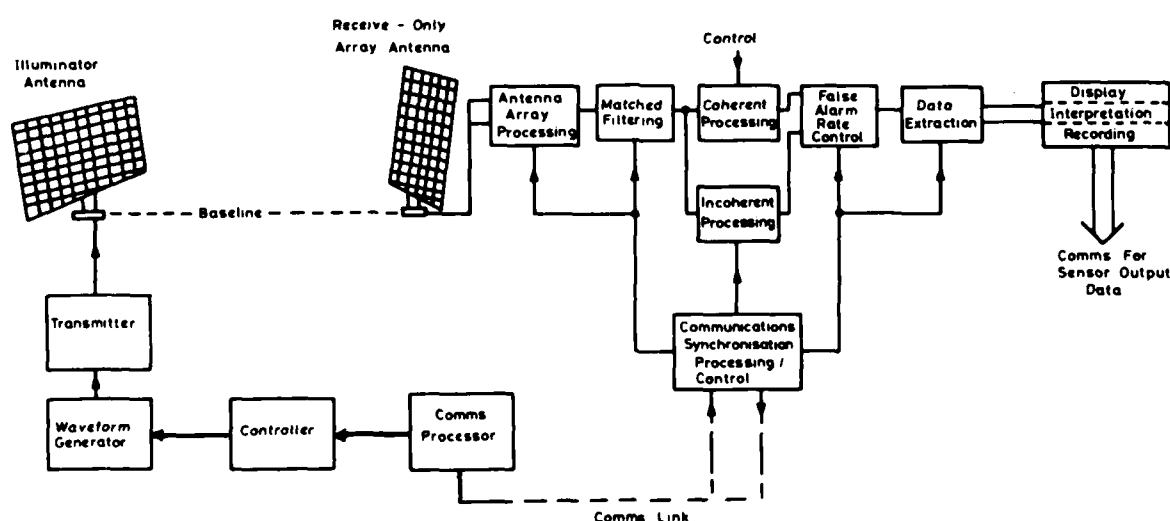 Receive - Only
Array Antenna
Illuminator
Antenna
Control
Antenna
Array
Processing
Matched
Filtering
Coherent
Processing
False
Alarm
Rate
Control
Data
Extraction
Display
Interpretation
Recording
Baseline
Incoherent
Processing
Comms For
Sensor Output
Data
Transmitter
Communications
Synchronisation
Processing /
Control
Waveform
Generator
Controller
Comms
Processor
Comms Link